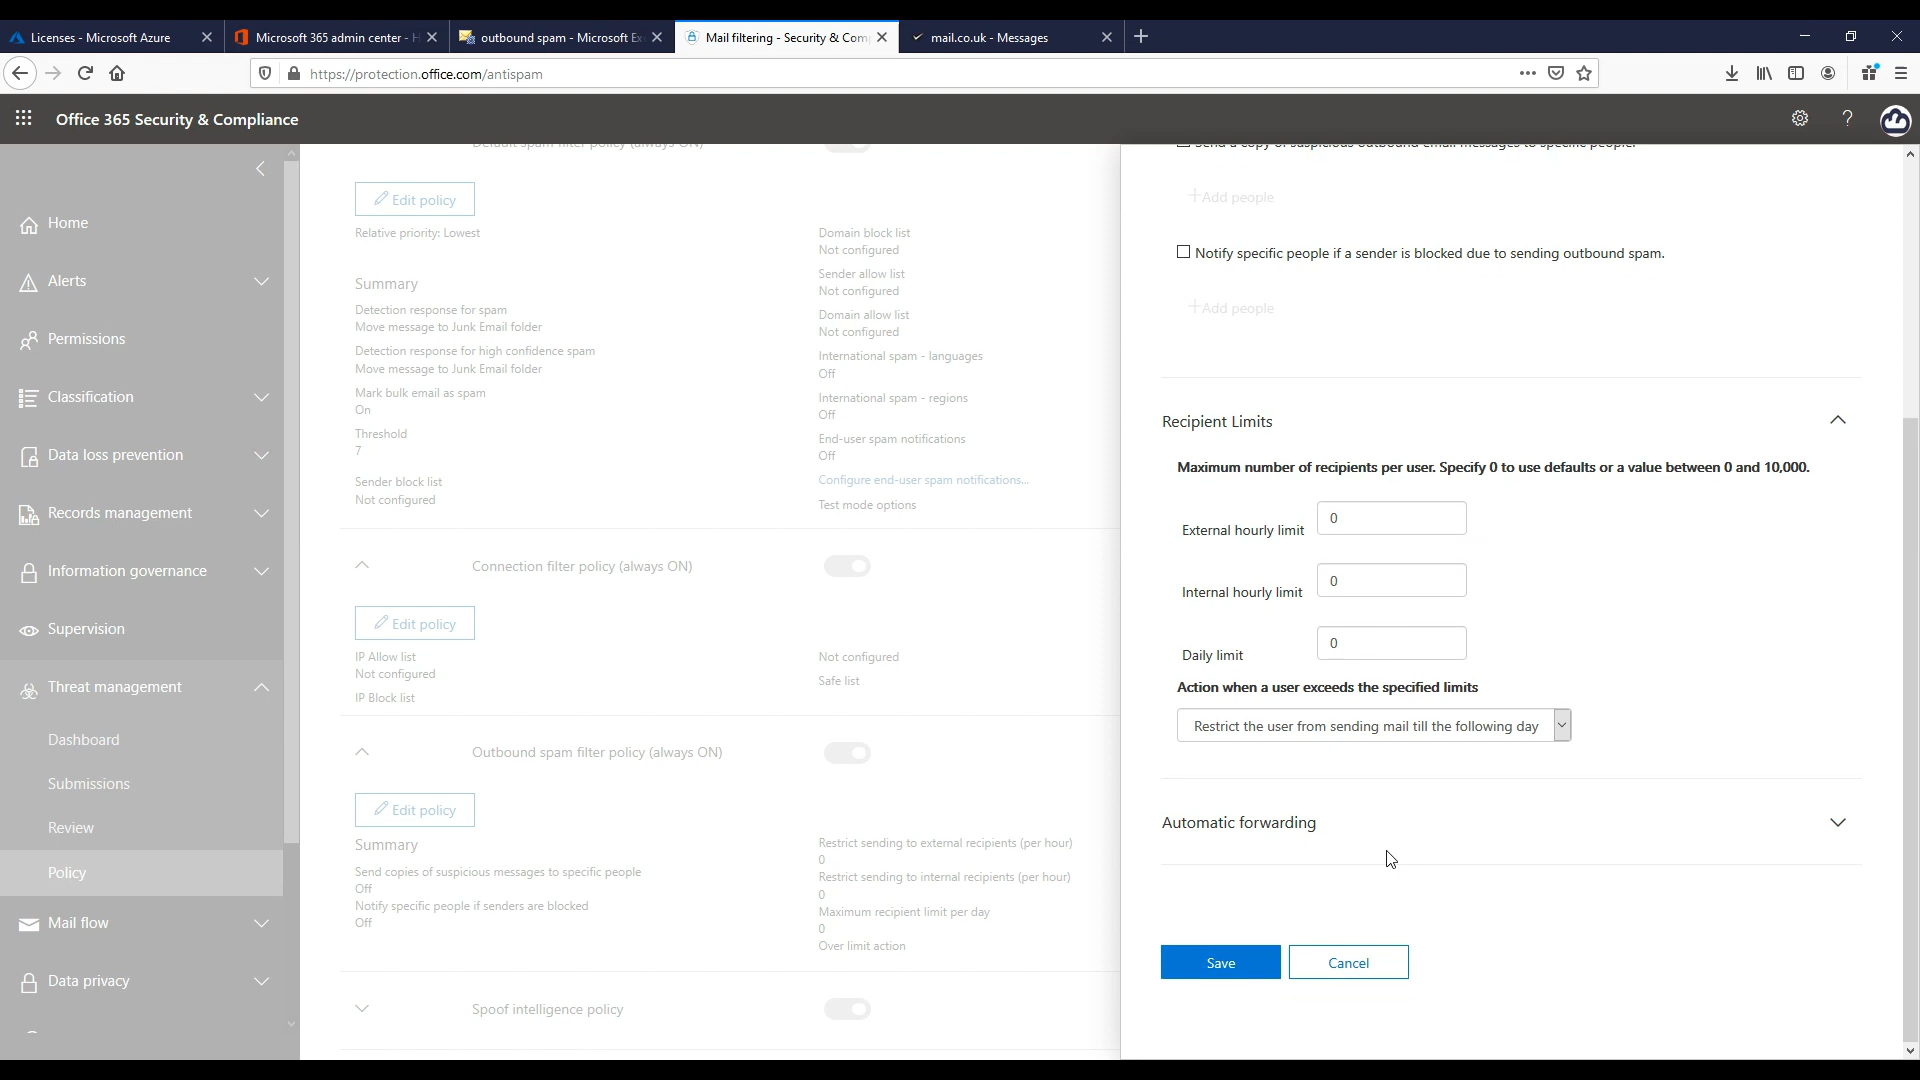 Licenses - Microsoft Azure
Microsoft 365 admin center - H
outbound spam - Microsoft Ex
Mail filtering - Security & Com
mail.co.uk - Messages
https://protection.office.com/antispam
Office 365 Security & Compliance
Home
Alerts
Permissions
Classification
Data loss prevention
Records management
Information governance
Supervision
Threat management
Dashboard
Submissions
Review
Policy
Mail flow
Data privacy
Default spam filter policy (always ON)
Edit policy
Relative priority: Lowest
Summary
Detection response for spam
Move message to Junk Email folder
Detection response for high confidence spam
Move message to Junk Email folder
Mark bulk email as spam
On
Threshold
7
Sender block list
Not configured
Domain block list
Not configured
Sender allow list
Not configured
Domain allow list
Not configured
International spam - languages
Off
International spam - regions
Off
End-user spam notifications
Off
Configure end-user spam notifications...
Test mode options
Connection filter policy (always ON)
Edit policy
IP Allow list
Not configured
IP Block list
Not configured
Safe list
Outbound spam filter policy (always ON)
Edit policy
Summary
Send copies of suspicious messages to specific people
Off
Notify specific people if senders are blocked
Off
Restrict sending to external recipients (per hour)
0
Restrict sending to internal recipients (per hour)
0
Maximum recipient limit per day
0
Over limit action
Spoof intelligence policy
Send a copy of suspicious outbound email messages to specific people.
Add people
Notify specific people if a sender is blocked due to sending outbound spam.
Add people
Recipient Limits
Maximum number of recipients per user. Specify 0 to use defaults or a value between 0 and 10,000.
External hourly limit 0
Internal hourly limit 0
Daily limit 0
Action when a user exceeds the specified limits
Restrict the user from sending mail till the following day
Automatic forwarding
Save
Cancel